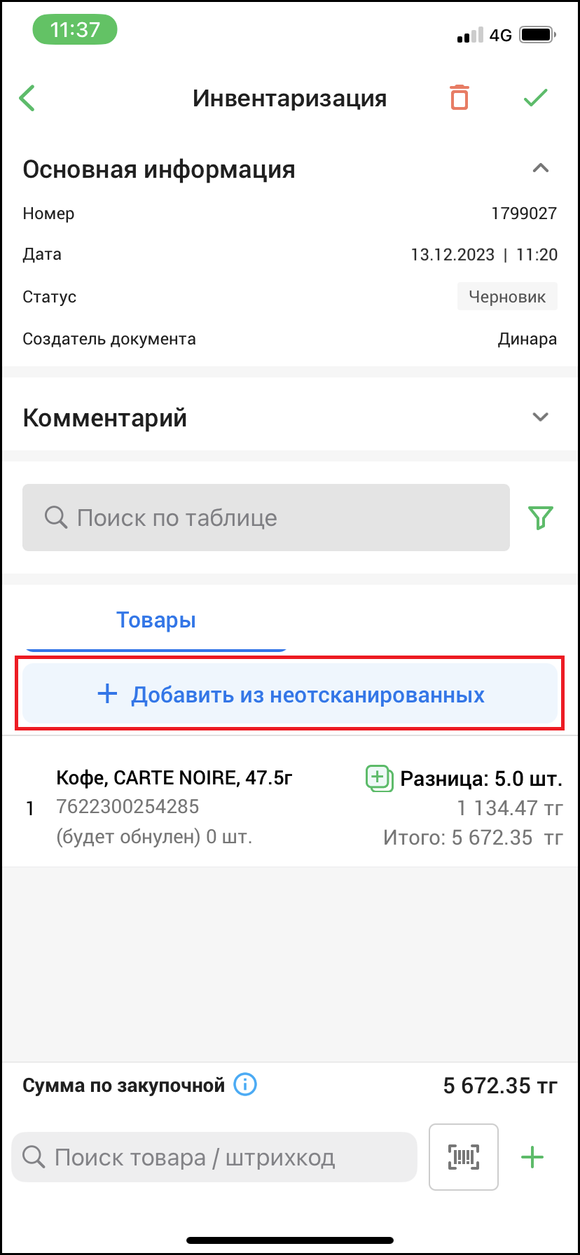 11:37
4G
Инвентаризация
Основная информация
Номер 1799027
Дата 13.12.2023 | 11:20
Статус Черновик
Создатель документа Динара
Комментарий
Поиск по таблице
Товары
+ Добавить из неотсканированных
Кофе, CARTE NOIRE, 47.5г Разница: 5.0 шт.
1 7622300254285 1 134.47 тг
(будет обнулен) 0 шт. Итого: 5 672.35 тг
Сумма по закупочной 5 672.35 тг
Поиск товара / штрихкод